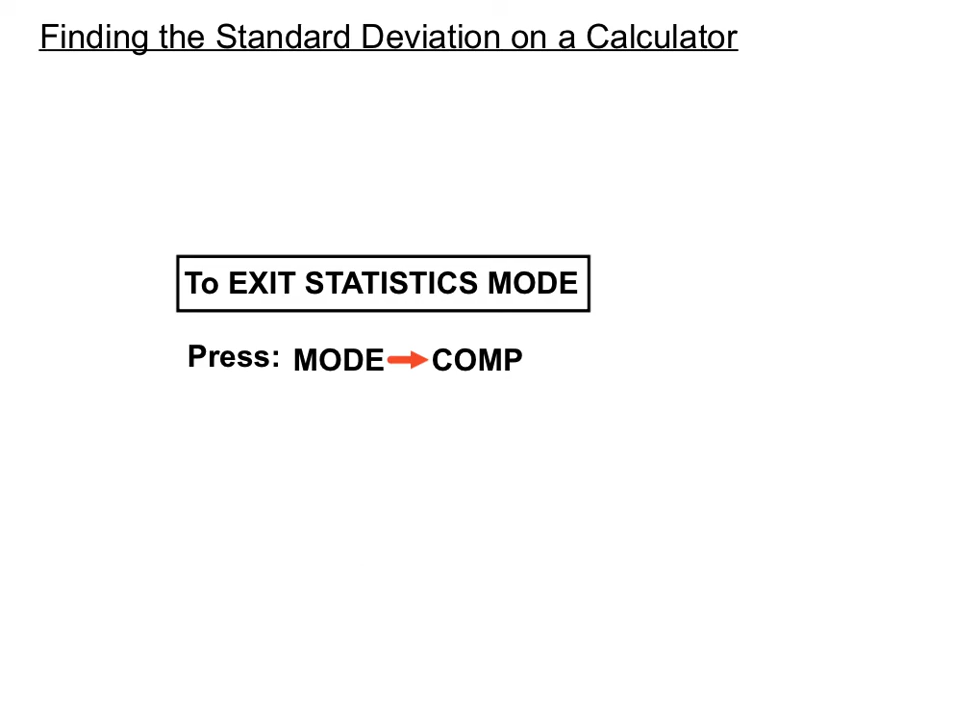 Finding the Standard Deviation on a Calculator
To EXIT STATISTICS MODE
Press: MODE COMP